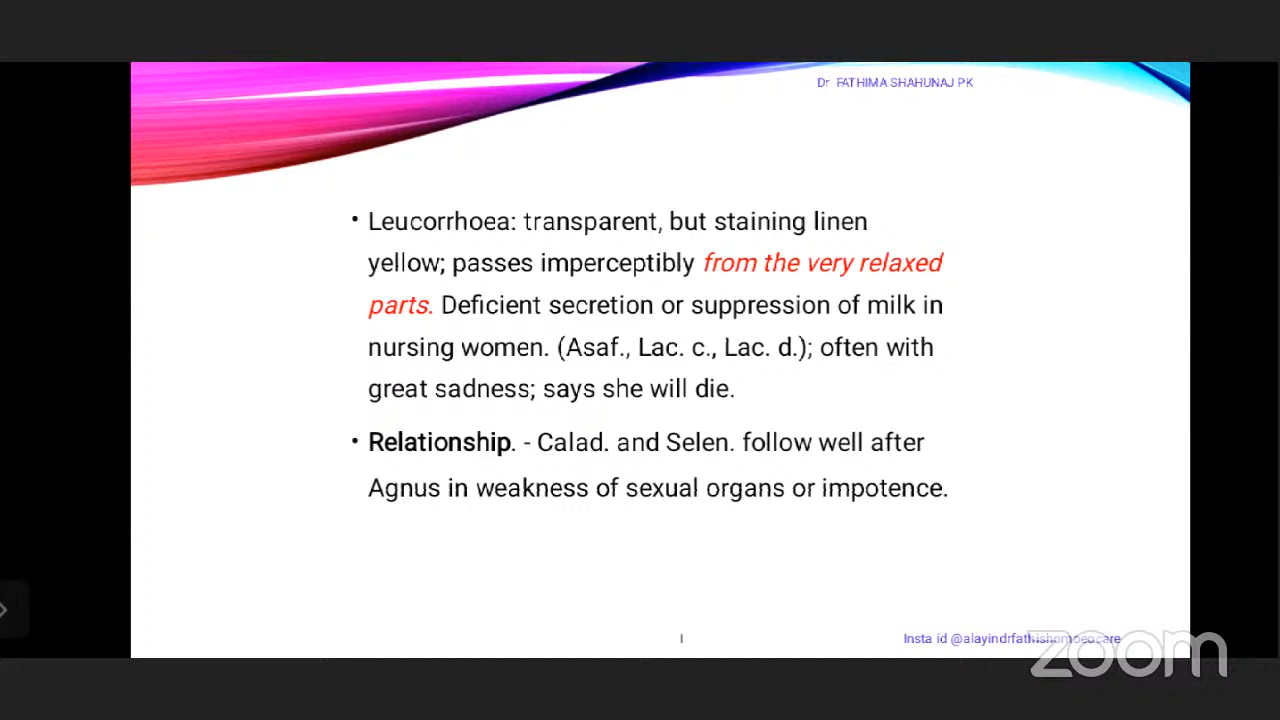 Dr FATHIMA SHAHUNAJ PK
• Leucorrhoea: transparent, but staining linen
yellow; passes imperceptibly from the very relaxed
parts. Deficient secretion or suppression of milk in
nursing women. (Asaf., Lac. c., Lac. d.); often with
great sadness; says she will die.
• Relationship. - Calad. and Selen. follow well after
Agnus in weakness of sexual organs or impotence.
Insta id @alayindrfathishomoeocare
zoom